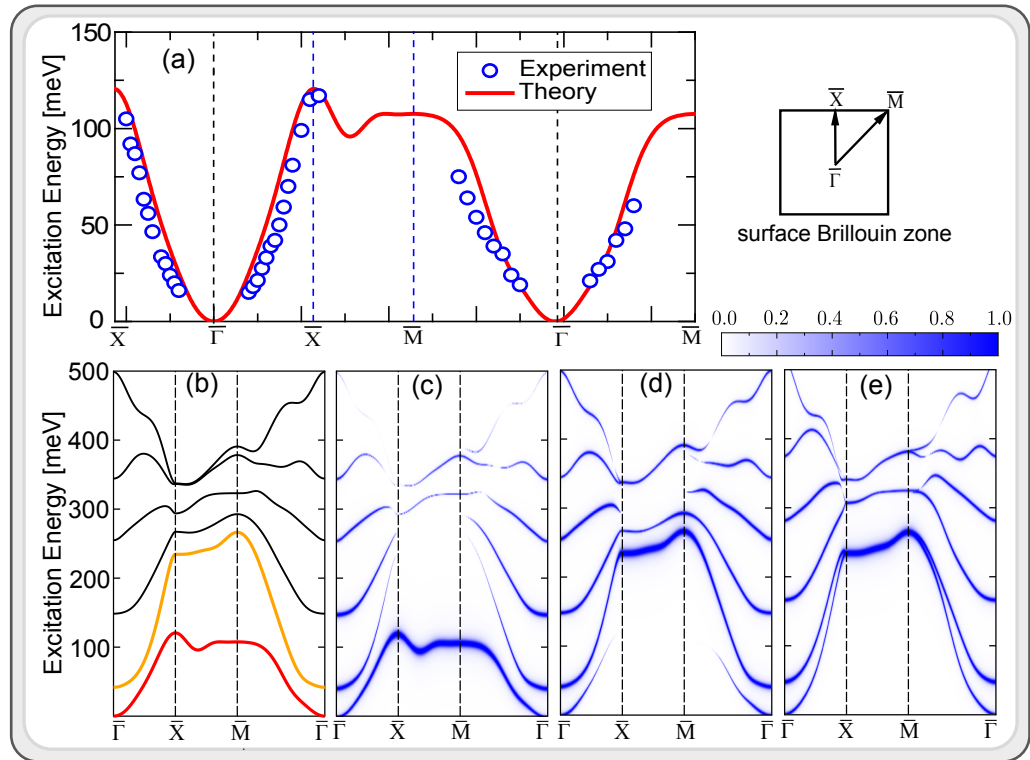 150
(a)
Experiment
Theory
100
50
0
Excitation Energy [meV]
X̅ Γ̅ X̅ M̅ Γ̅ M̅
X̅ M̅
Γ̅
surface Brillouin zone
0.0 0.2 0.4 0.6 0.8 1.0
500
400
300
200
100
Excitation Energy [meV]
(b) (c) (d) (e)
Γ̅ X̅ M̅ Γ̅ X̅ M̅ Γ̅ X̅ M̅ Γ̅ X̅ M̅ Γ̅